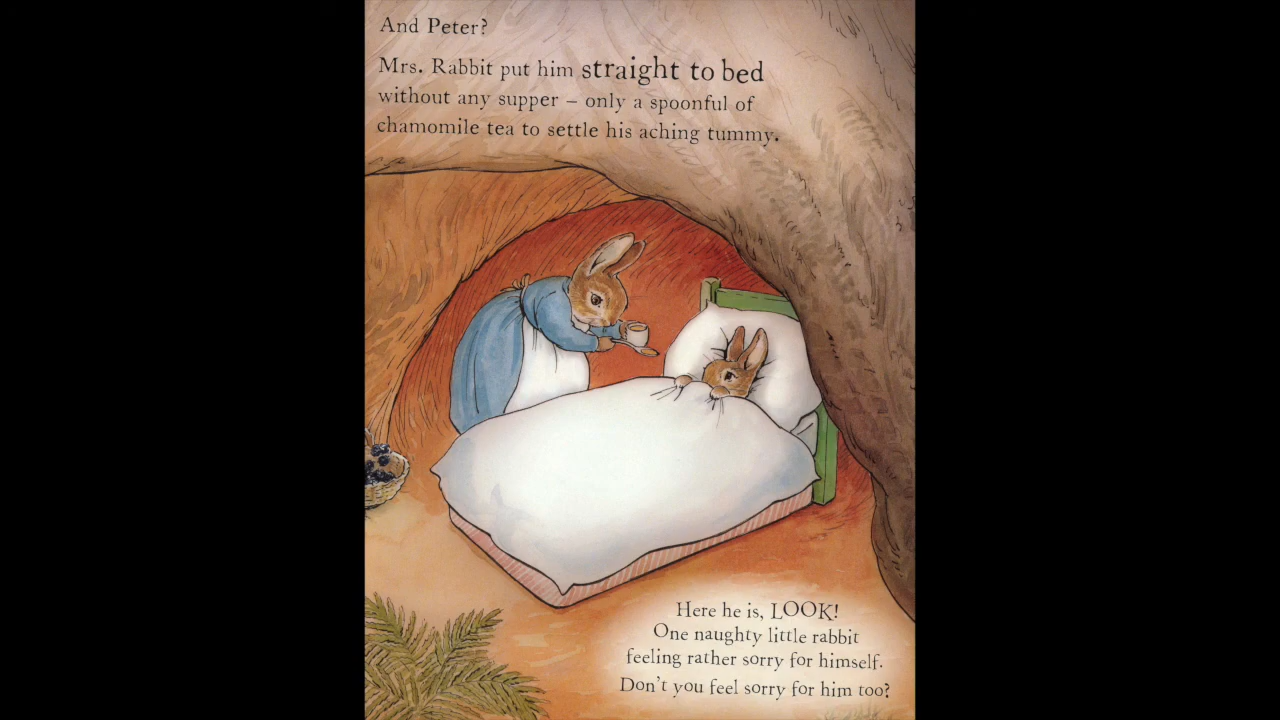 And Peter?
Mrs. Rabbit put him straight to bed
without any supper – only a spoonful of
chamomile tea to settle his aching tummy.
Here he is, LOOK!
One naughty little rabbit
feeling rather sorry for himself.
Don't you feel sorry for him too?